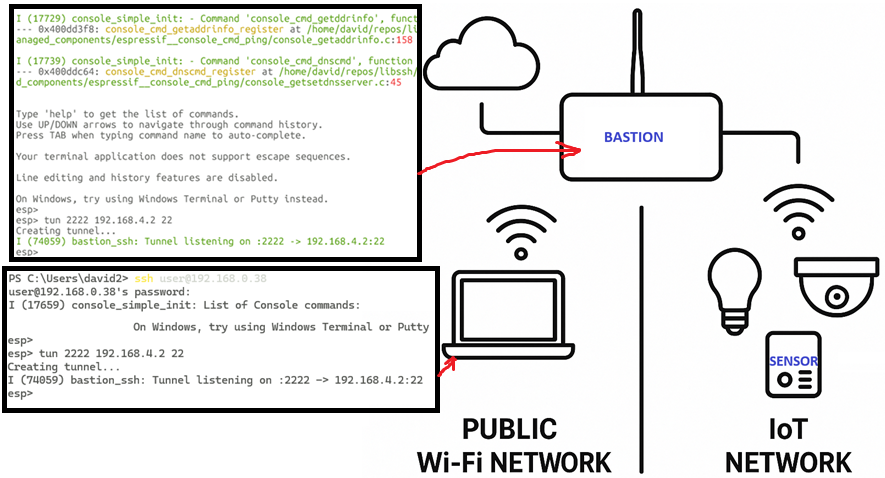 I (17729) console_simple_init: - Command 'console_cmd_getddrinfo', funct
--- 0x400dd3f8: console_cmd_getaddrinfo_register at /home/david/repos/li
anaged_components/espressif__console_cmd_ping/console_getaddrinfo.c:158
I (17739) console_simple_init: - Command 'console_cmd_dnscmd', function
--- 0x400ddc64: console_cmd_dnscmd_register at /home/david/repos/libssh/
d_components/espressif__console_cmd_ping/console_getsetdnsserver.c:45
Type 'help' to get the list of commands.
Use UP/DOWN arrows to navigate through command history.
Press TAB when typing command name to auto-complete.
Your terminal application does not support escape sequences.
Line editing and history features are disabled.
On Windows, try using Windows Terminal or Putty instead.
esp>
esp> tun 2222 192.168.4.2 22
Creating tunnel...
I (74059) bastion_ssh: Tunnel listening on :2222 -> 192.168.4.2:22
esp>
PS C:\Users\david2> ssh user@192.168.0.38
user@192.168.0.38's password:
I (17659) console_simple_init: List of Console commands:
On Windows, try using Windows Terminal or Putty
esp>
esp> tun 2222 192.168.4.2 22
Creating tunnel...
I (74059) bastion_ssh: Tunnel listening on :2222 -> 192.168.4.2:22
esp>
BASTION
SENSOR
PUBLIC
Wi-Fi NETWORK
IoT
NETWORK